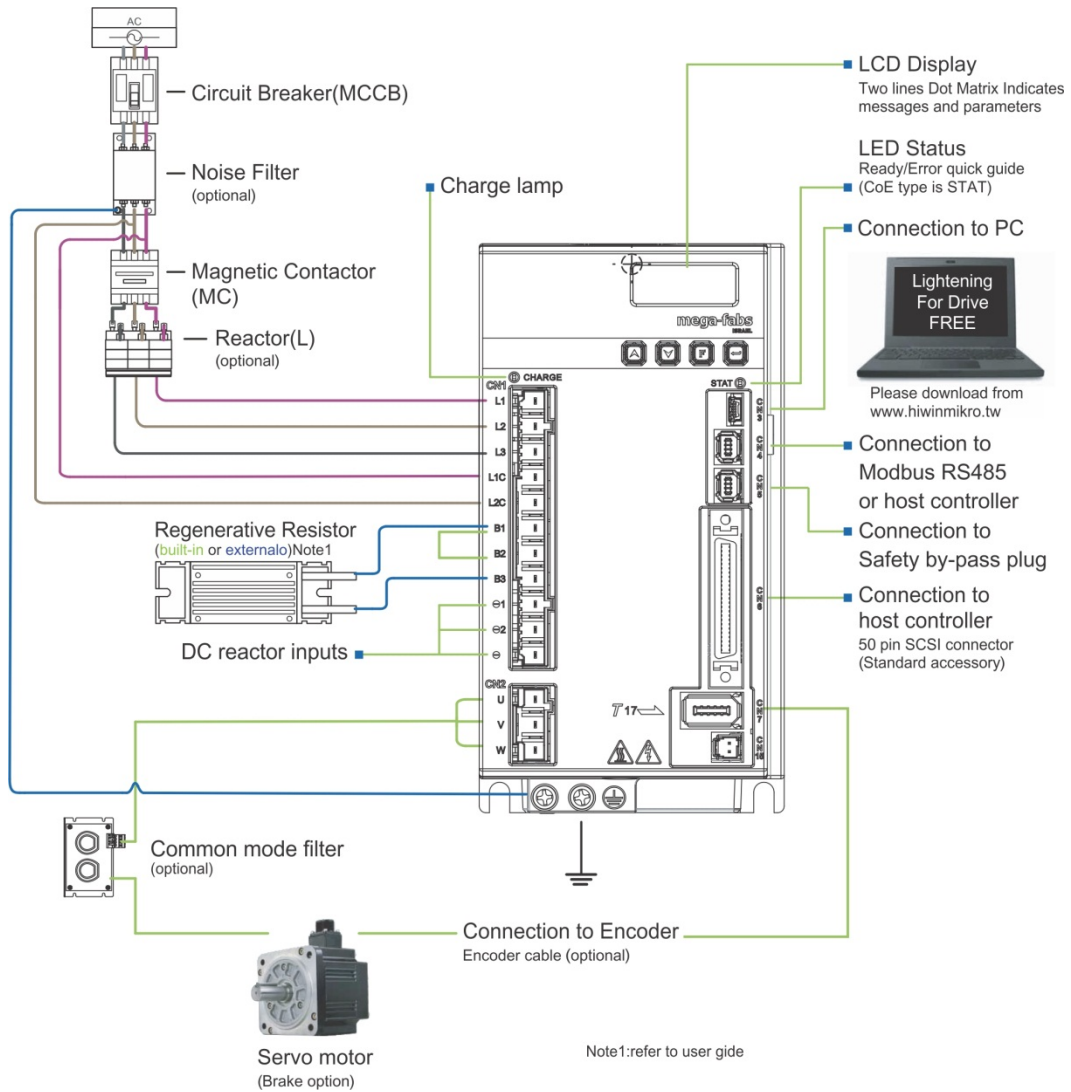 AC
Circuit Breaker(MCCB)
Noise Filter
(optional)
Magnetic Contactor
(MC)
Reactor(L)
(optional)
Charge lamp
LCD Display
Two lines Dot Matrix Indicates
messages and parameters
LED Status
Ready/Error quick guide
(CoE type is STAT)
Connection to PC
Lightening
For Drive
FREE
Please download from
www.hiwinmikro.tw
Connection to
Modbus RS485
or host controller
Connection to
Safety by-pass plug
Connection to
host controller
50 pin SCSI connector
(Standard accessory)
mega-fabs
ISRAEL
F
CHARGE
STAT
CN1
L1
L2
L3
L1C
L2C
B1
B2
B3
⊖1
⊖2
⊖
CN2
U
V
W
CN3
CN4
CN5
CN6
T 17
CN7
CN10
Regenerative Resistor
(built-in or externalo)Note1
DC reactor inputs
Common mode filter
(optional)
Connection to Encoder
Encoder cable (optional)
Servo motor
(Brake option)
Note1:refer to user gide